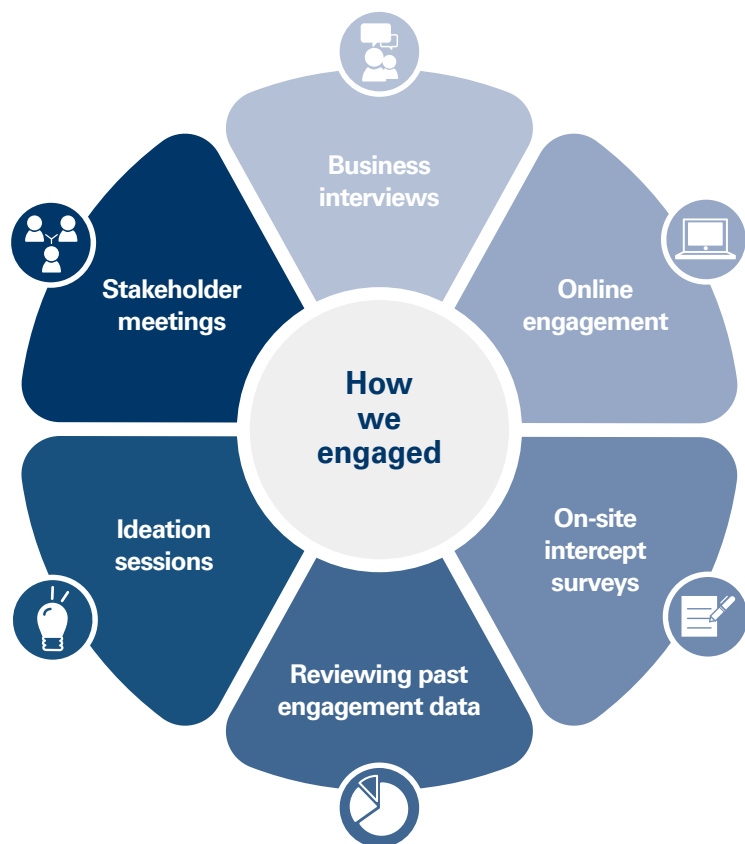 Business
interviews
Online
engagement
On-site
intercept
surveys
Reviewing past
engagement data
Ideation
sessions
Stakeholder
meetings
How
we
engaged